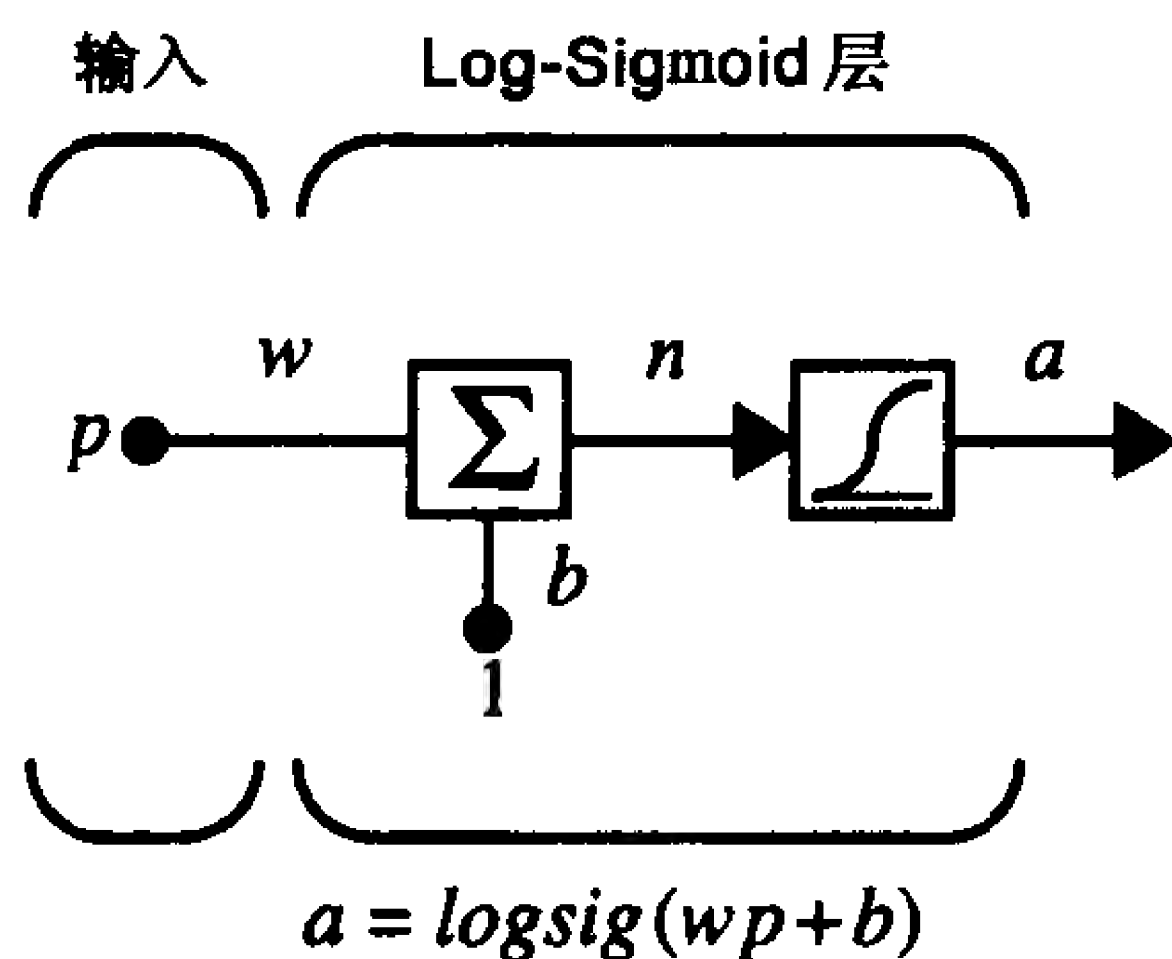 输入 Log-Sigmoid 层
w n a
p Σ
b
1
a = logsig(wp+b)